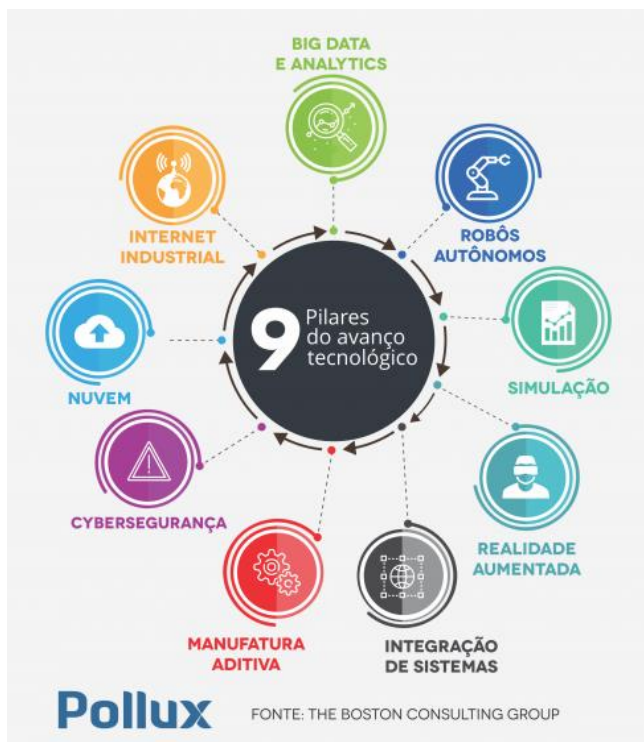 BIG DATA
E ANALYTICS
ROBÔS
AUTÔNOMOS
SIMULAÇÃO
REALIDADE
AUMENTADA
INTEGRAÇÃO
DE SISTEMAS
MANUFATURA
ADITIVA
CYBERSEGURANÇA
NUVEM
INTERNET
INDUSTRIAL
9 Pilares
do avanço
tecnológico
Pollux
FONTE: THE BOSTON CONSULTING GROUP